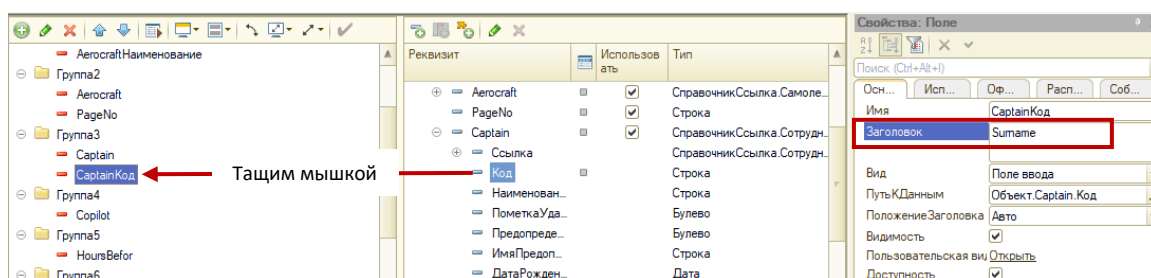 Свойства: Поле
Поиск (Ctrl+Alt+I)
Осн... Исп... Оф... Расп... Соб...
AerocraftНаименование
Группа2
Aerocraft
PageNo
Группа3
Captain
CaptainКод
Группа4
Copilot
Группа5
HoursBefor
Группа6
Тащим мышкой
Реквизит Использовать Тип
Aerocraft СправочникСсылка.Самоле...
PageNo Строка
Captain СправочникСсылка.Сотрудн...
Ссылка СправочникСсылка.Сотрудн...
Код Строка
Наименован... Строка
ПометкаУда... Булево
Предопреде... Булево
ИмяПредоп... Строка
ДатаРожден... Дата
Имя CaptainКод
Заголовок Surname
Вид Поле ввода
ПутьКДанным Объект.Captain.Код
ПоложениеЗаголовка Авто
Видимость
Пользовательская ви Открыть
Доступность